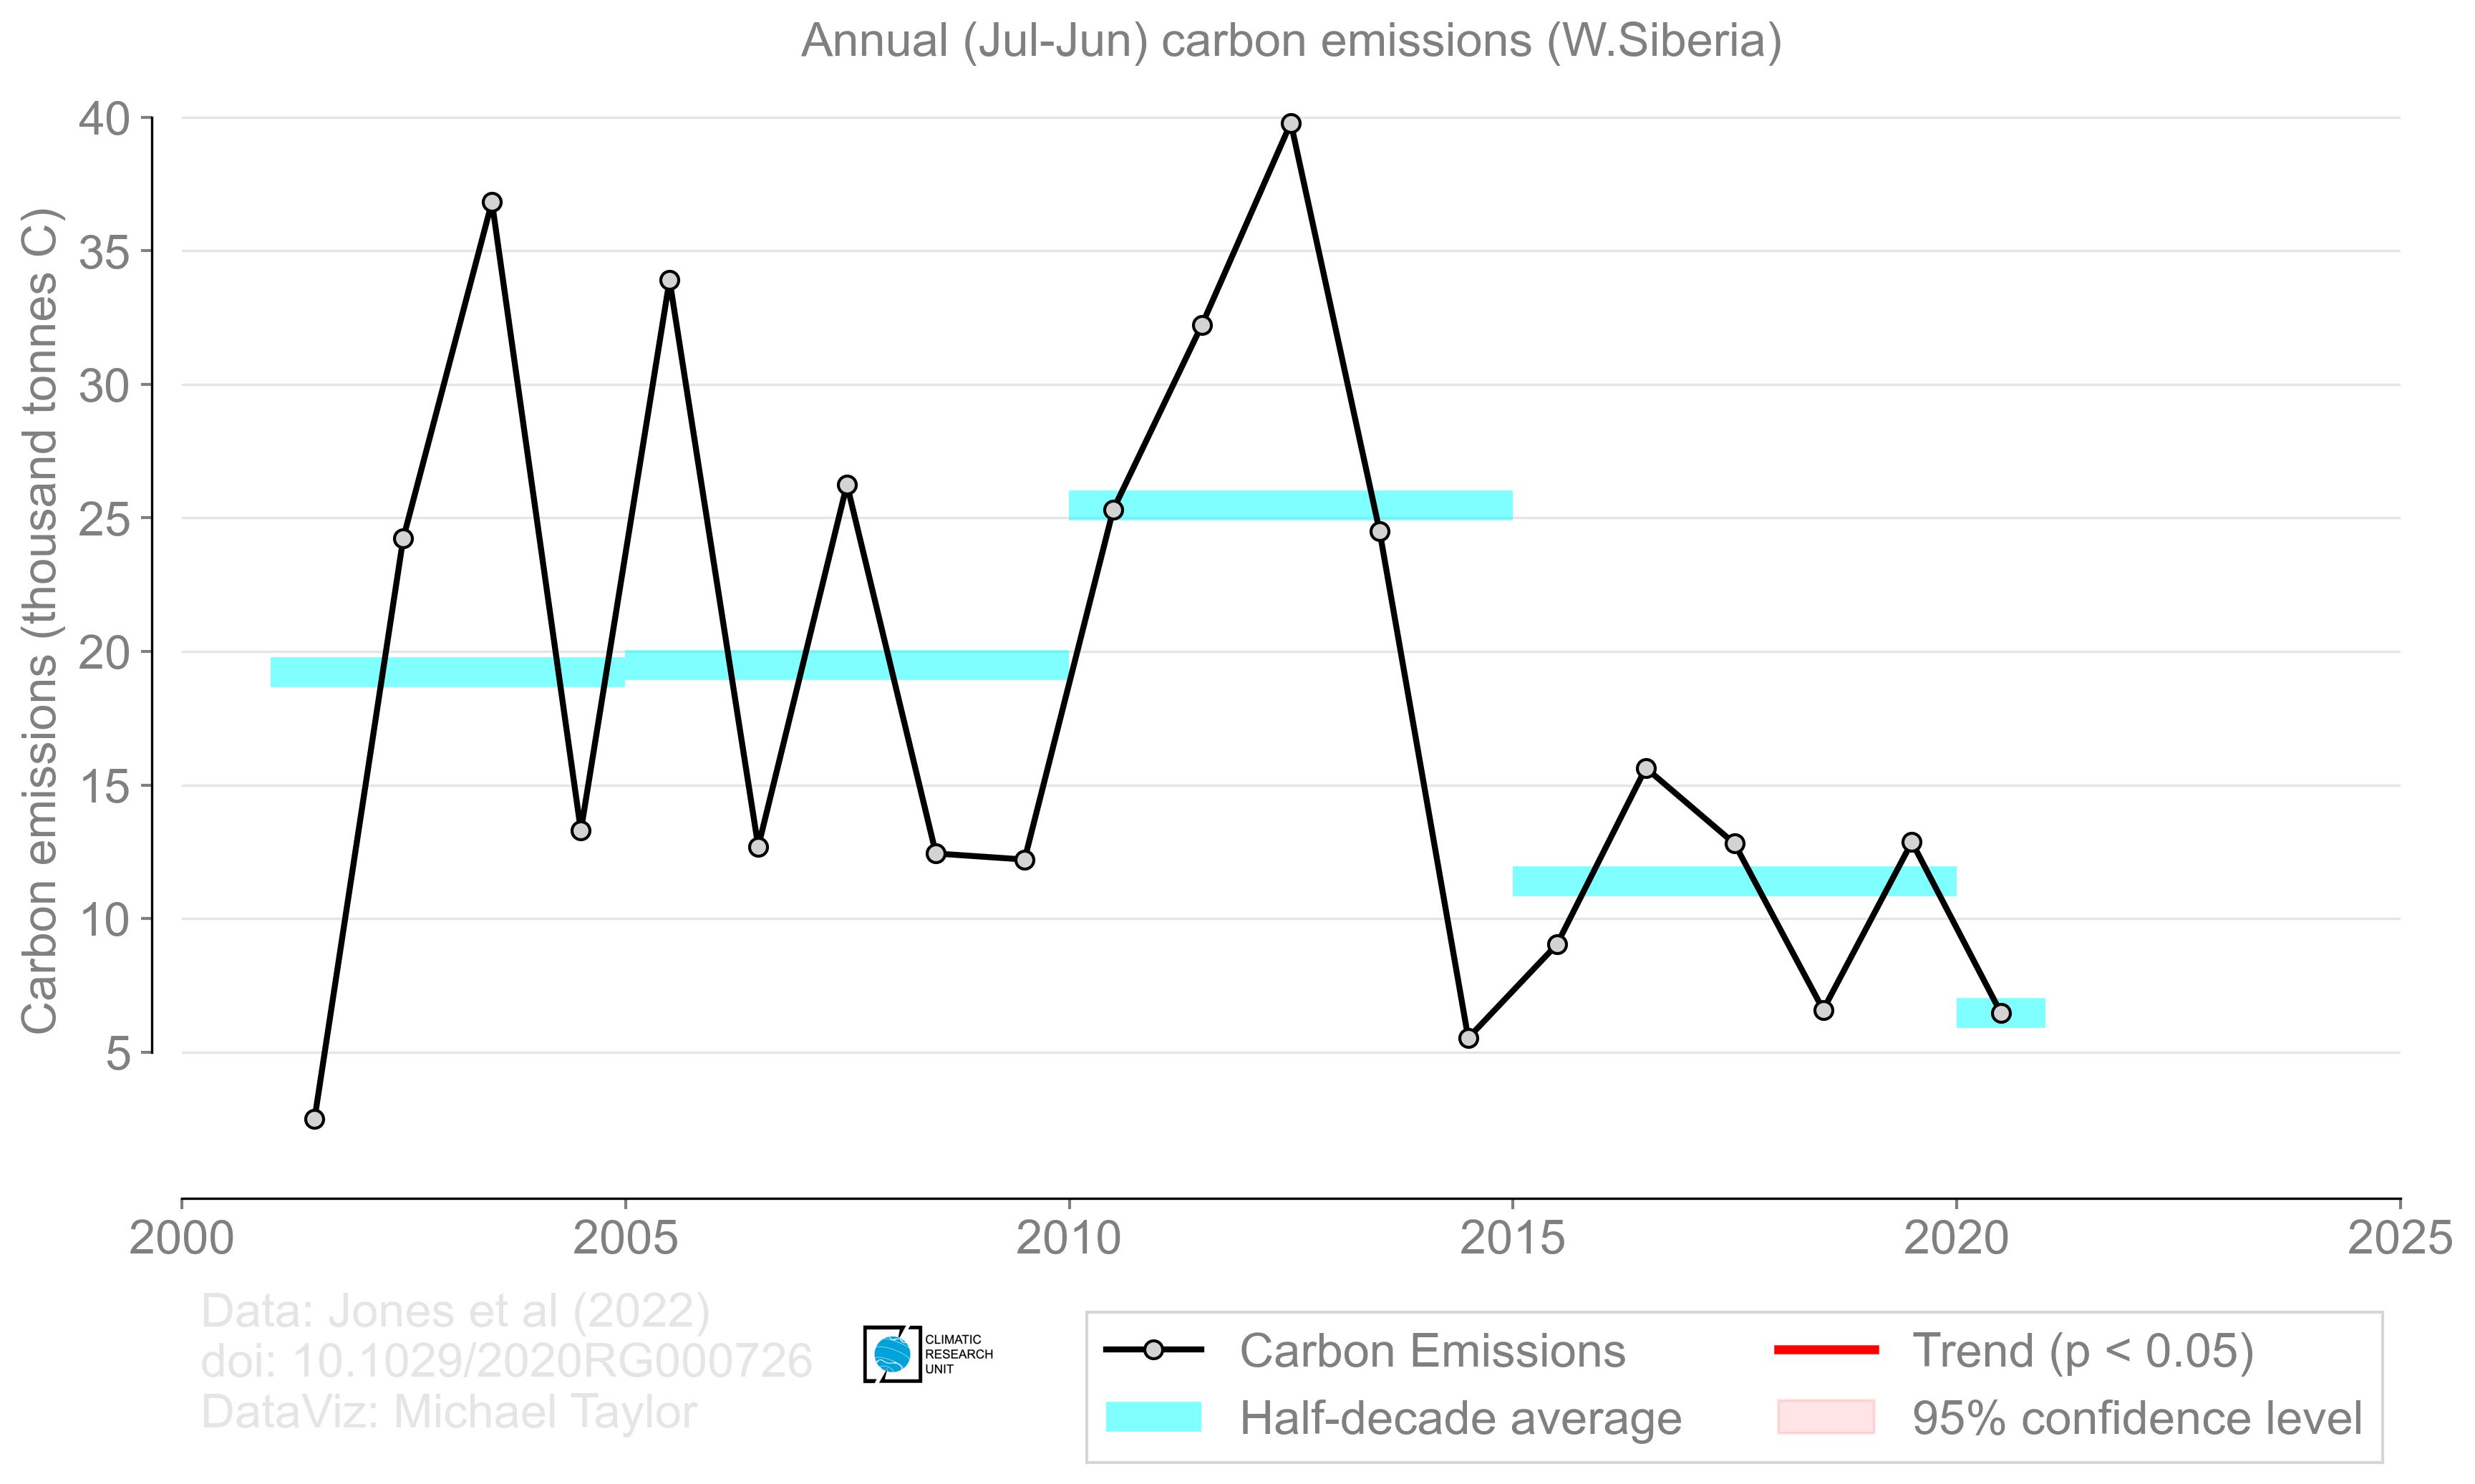 Annual (Jul-Jun) carbon emissions (W.Siberia)
Carbon emissions (thousand tonnes C)
40
35
30
25
20
15
10
5
2000 2005 2010 2015 2020 2025
Data: Jones et al (2022)
doi: 10.1029/2020RG000726
DataViz: Michael Taylor
CLIMATIC
RESEARCH
UNIT
Carbon Emissions
Half-decade average
Trend (p < 0.05)
95% confidence level